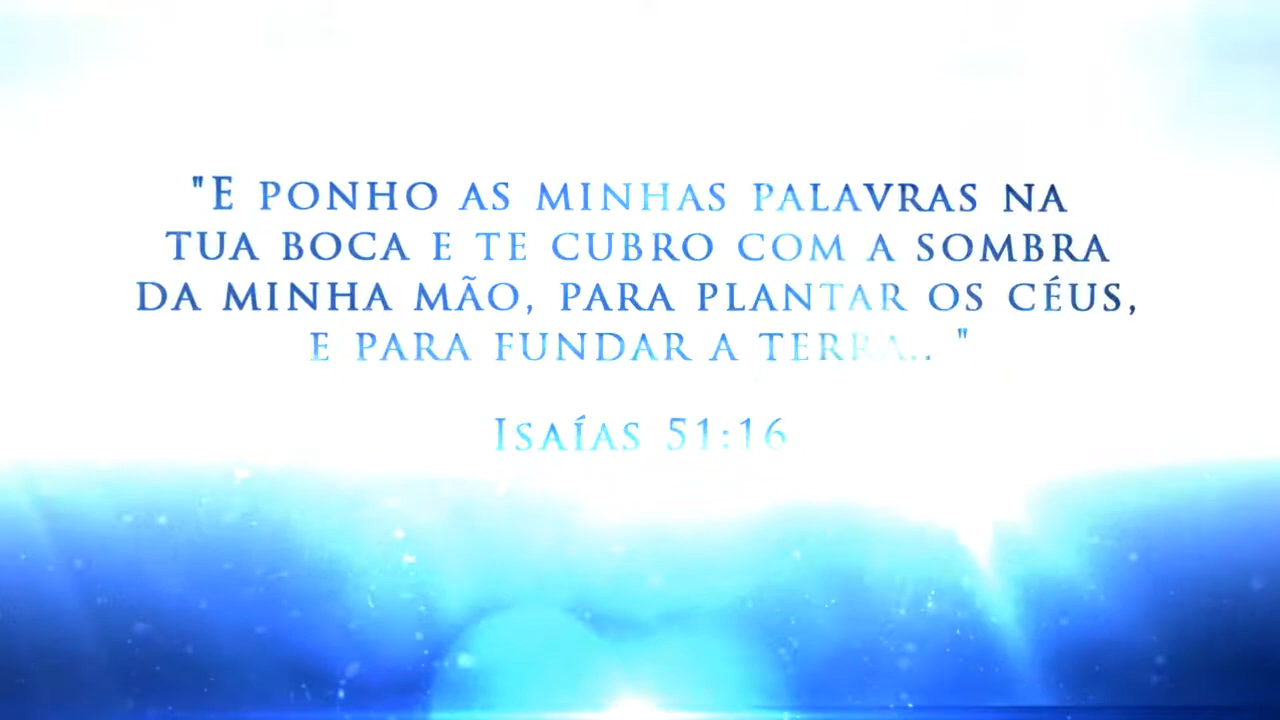 "E PONHO AS MINHAS PALAVRAS NA
TUA BOCA E TE CUBRO COM A SOMBRA
DA MINHA MÃO, PARA PLANTAR OS CÉUS,
E PARA FUNDAR A TERRA.. "
ISAÍAS 51:16